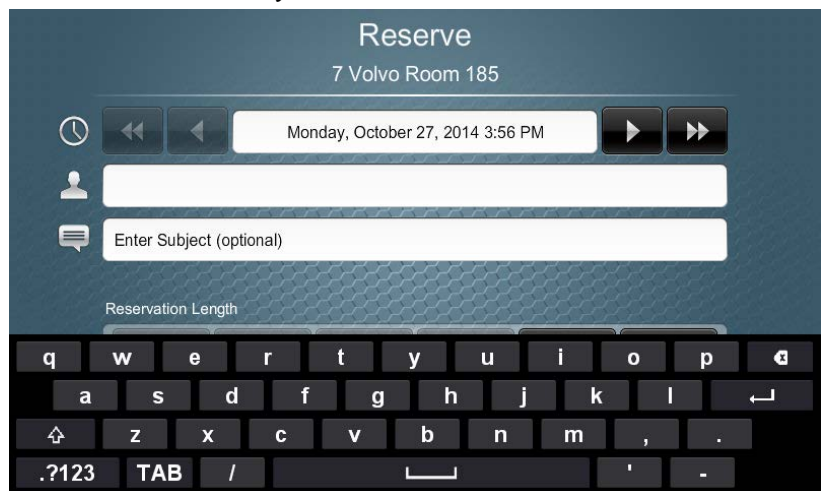 Reserve
7 Volvo Room 185
Monday, October 27, 2014 3:56 PM
Enter Subject (optional)
Reservation Length
q w e r t y u i o p
a s d f g h j k l
z x c v b n m , .
.?123 TAB / ' -